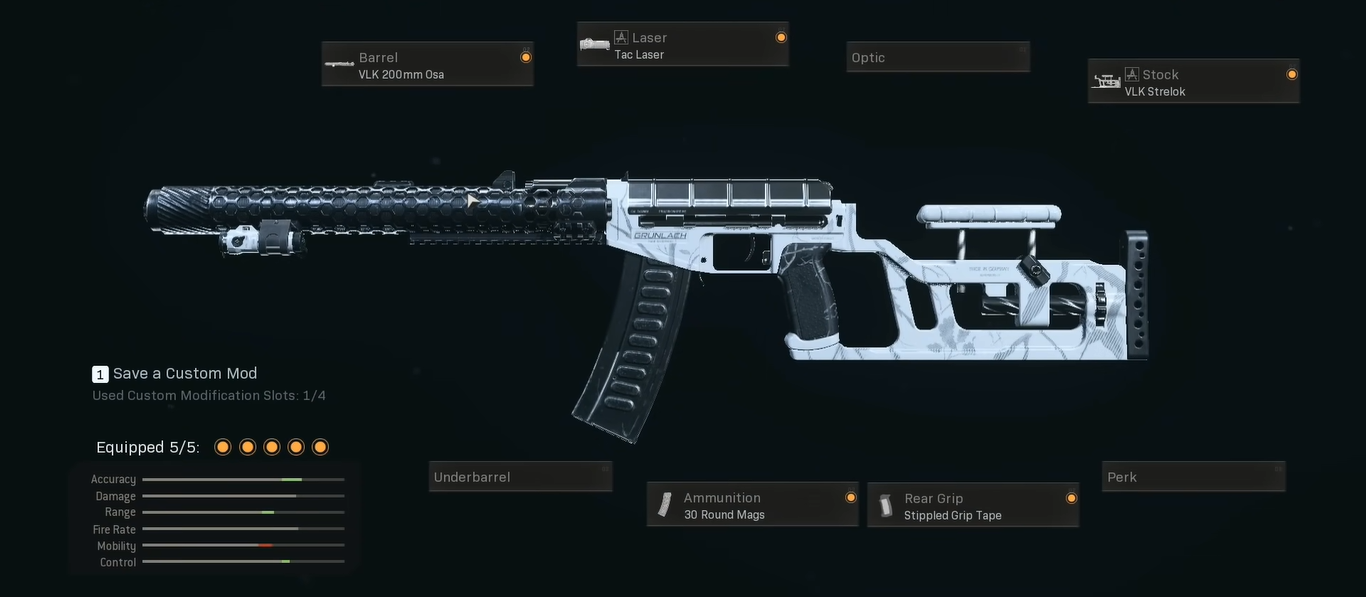 Laser
Tac Laser
Barrel
VLK 200mm Osa
Optic
Stock
VLK Strelok
GRUNLAEH
1 Save a Custom Mod
Used Custom Modification Slots: 1/4
Equipped 5/5:
Accuracy
Damage
Range
Fire Rate
Mobility
Control
Underbarrel
Ammunition
30 Round Mags
Rear Grip
Stippled Grip Tape
Perk